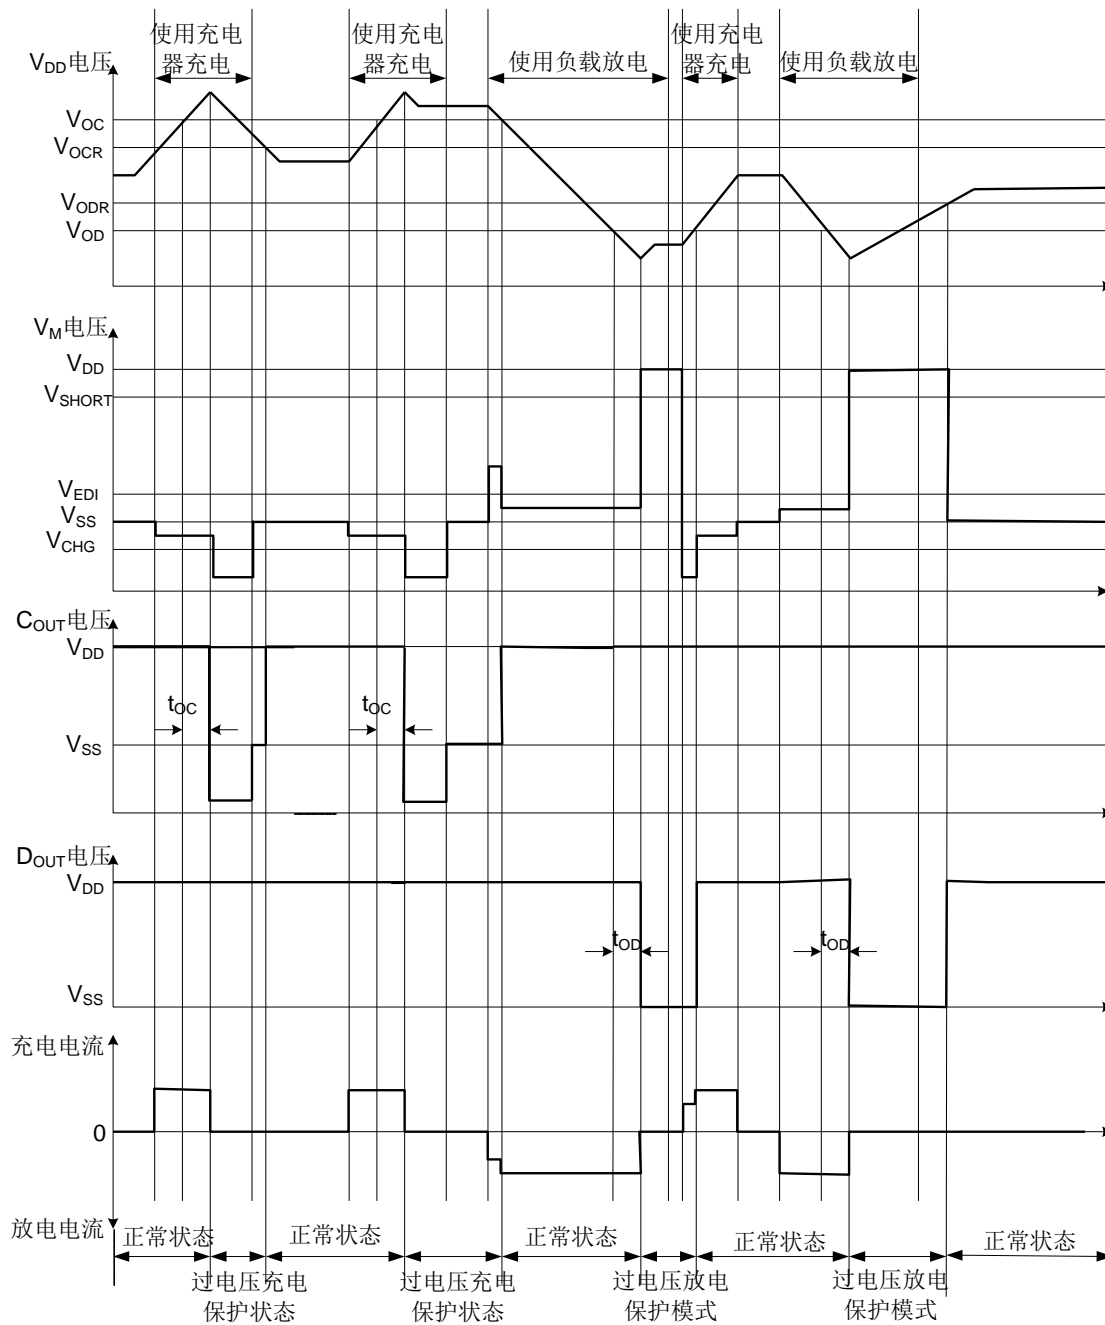 使用充电
器充电
使用充电
器充电
使用负载放电
使用充电
器充电
使用负载放电
VDD电压
VOC
VOCR
VODR
VOD
VM电压
VDD
VSHORT
VEDI
VSS
VCHG
COUT电压
VDD
tOC
tOC
VSS
DOUT电压
VDD
tOD
tOD
VSS
充电电流
0
放电电流
正常状态
过电压充电
保护状态
正常状态
过电压充电
保护状态
正常状态
过电压放电
保护模式
正常状态
过电压放电
保护模式
正常状态